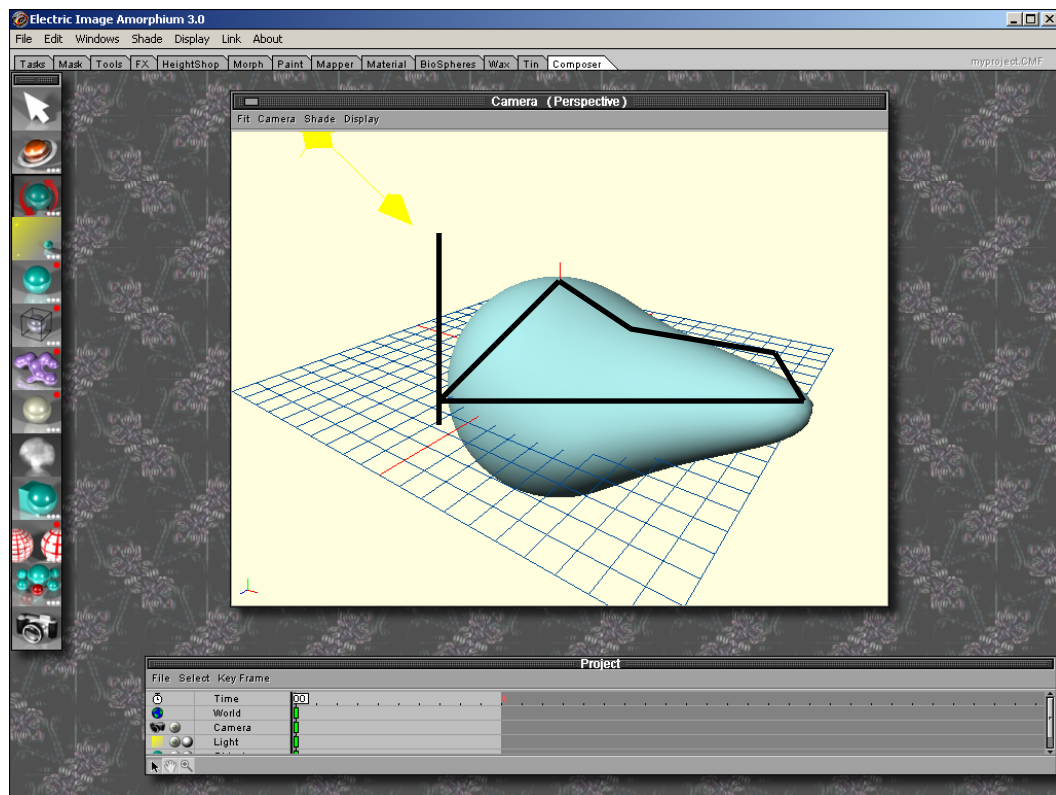 Electric Image Amorphium 3.0
File Edit Windows Shade Display Link About
Tasks Mask Tools FX HeightShop Morph Paint Mapper Material BioSpheres Wax Tin Composer myproject.CMF
Camera (Perspective)
Fit Camera Shade Display
Project
File Select Key Frame
Time 00
World
Camera
Light